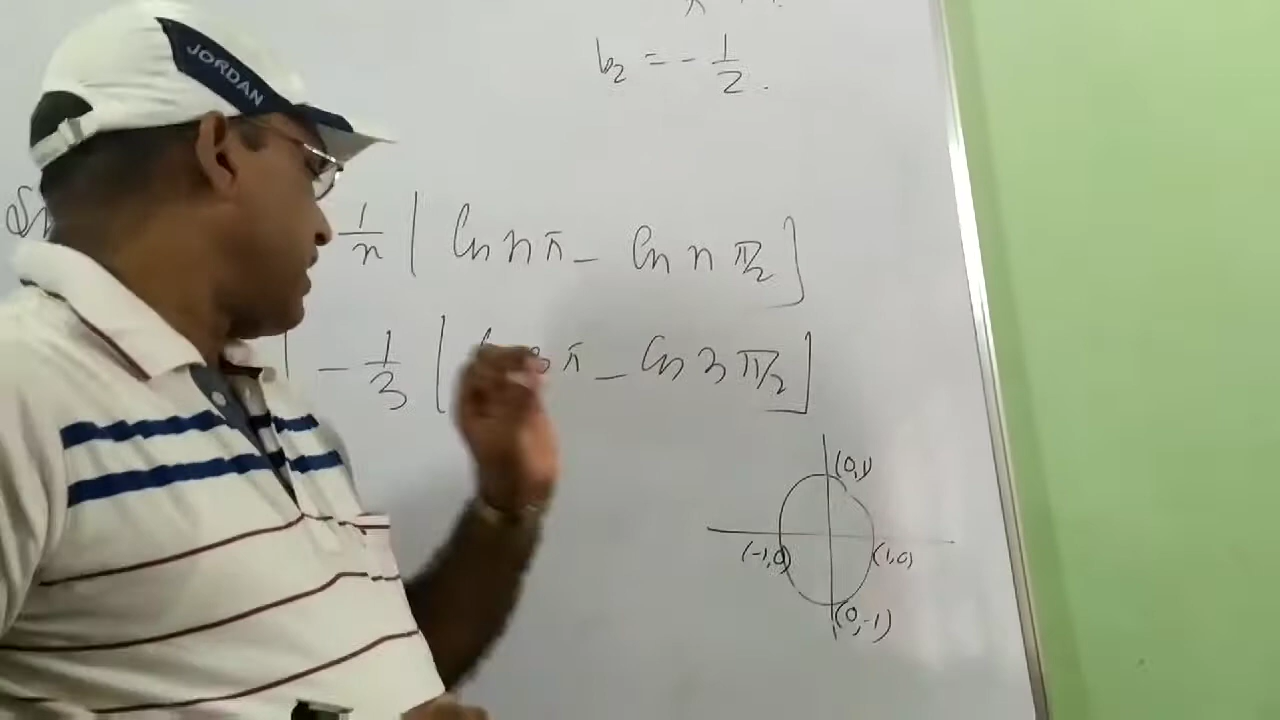 JORDAN
b₂ = - 1/2.
1/n [ Cos nπ - Cos n π/2 ]
- 1/3 [ 3π - Cos 3 π/2 ]
(0,1)
(-1,0) (1,0)
(0,-1)